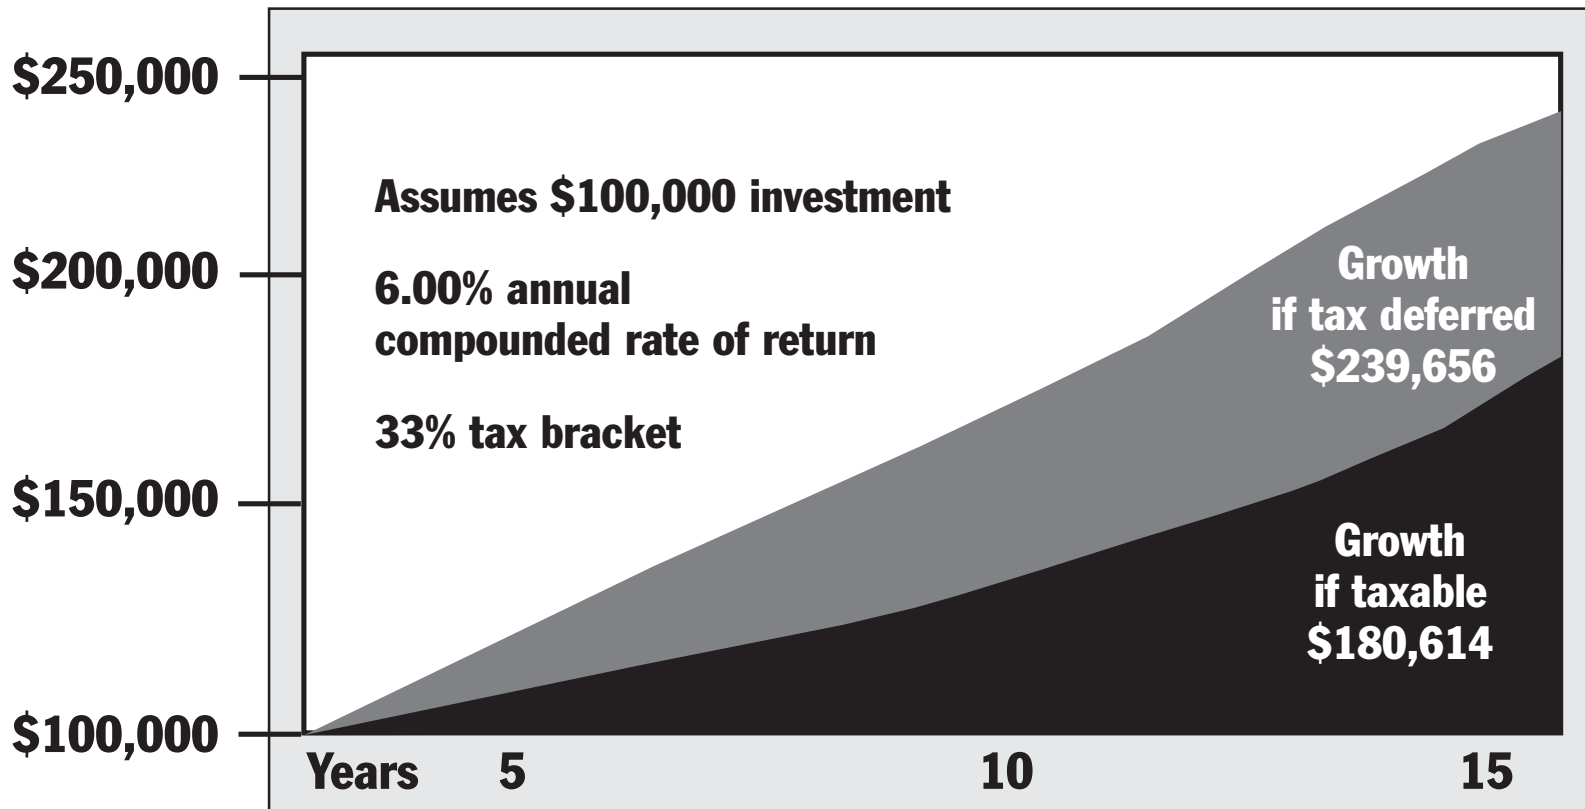 $250,000
Assumes $100,000 investment
$200,000
6.00% annual
compounded rate of return
33% tax bracket
Growth
if tax deferred
$239,656
$150,000
Growth
if taxable
$180,614
$100,000
Years 5 10 15